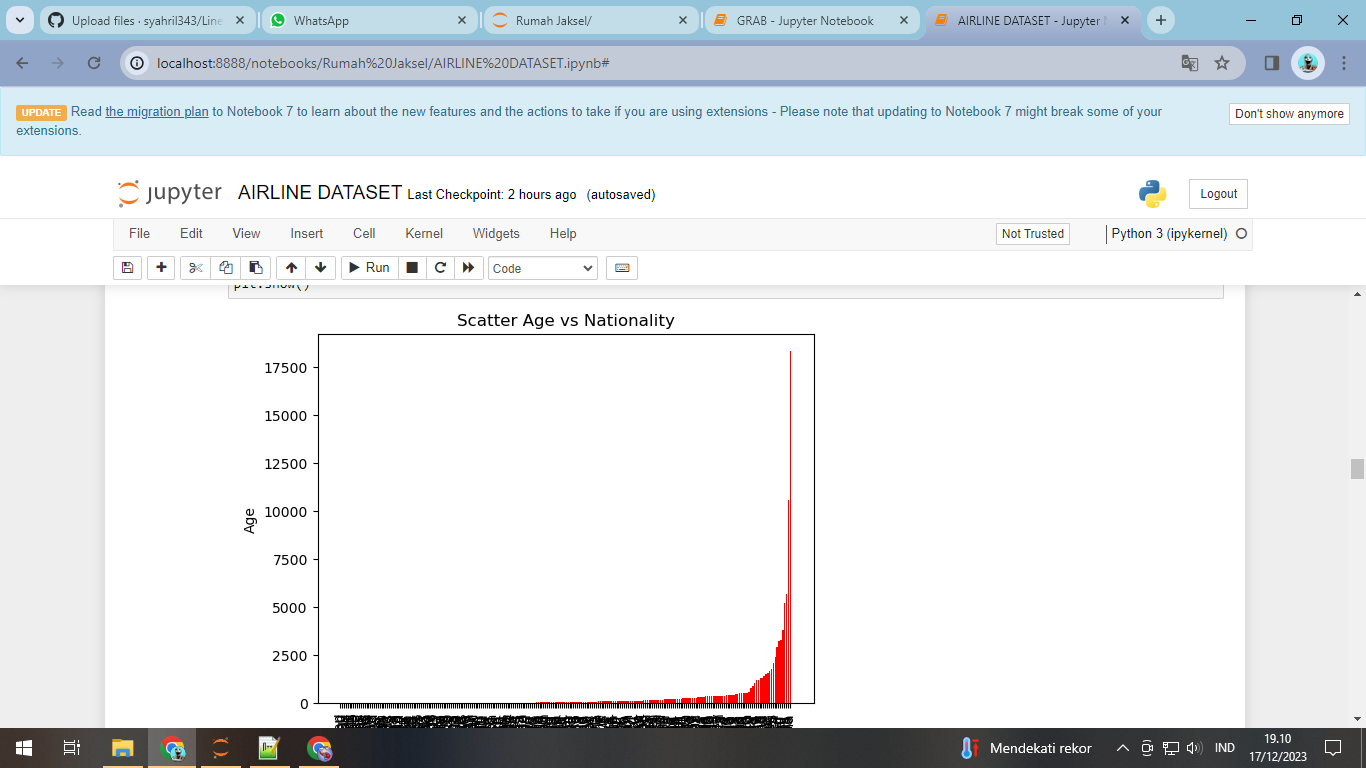 Upload files · syahril343/Line
WhatsApp
Rumah Jaksel/
GRAB - Jupyter Notebook
AIRLINE DATASET - Jupyter
localhost:8888/notebooks/Rumah%20Jaksel/AIRLINE%20DATASET.ipynb#
UPDATE Read the migration plan to Notebook 7 to learn about the new features and the actions to take if you are using extensions - Please note that updating to Notebook 7 might break some of your
extensions.
Don't show anymore
jupyter AIRLINE DATASET Last Checkpoint: 2 hours ago (autosaved)
Logout
File Edit View Insert Cell Kernel Widgets Help
Not Trusted
Python 3 (ipykernel)
Run
Code
plt.show()
Scatter Age vs Nationality
17500
15000
12500
10000
7500
5000
2500
0
Age
Mendekati rekor
IND
19.10
17/12/2023